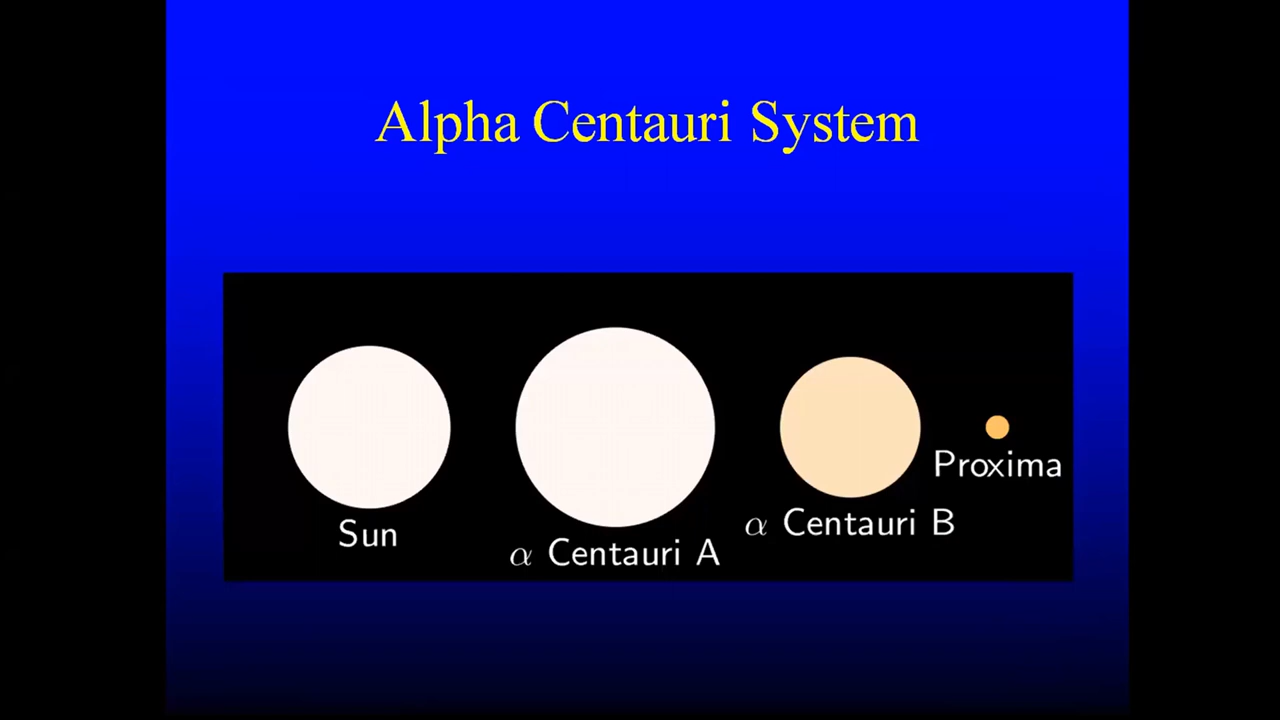 Alpha Centauri System
Sun
α Centauri A
α Centauri B
Proxima